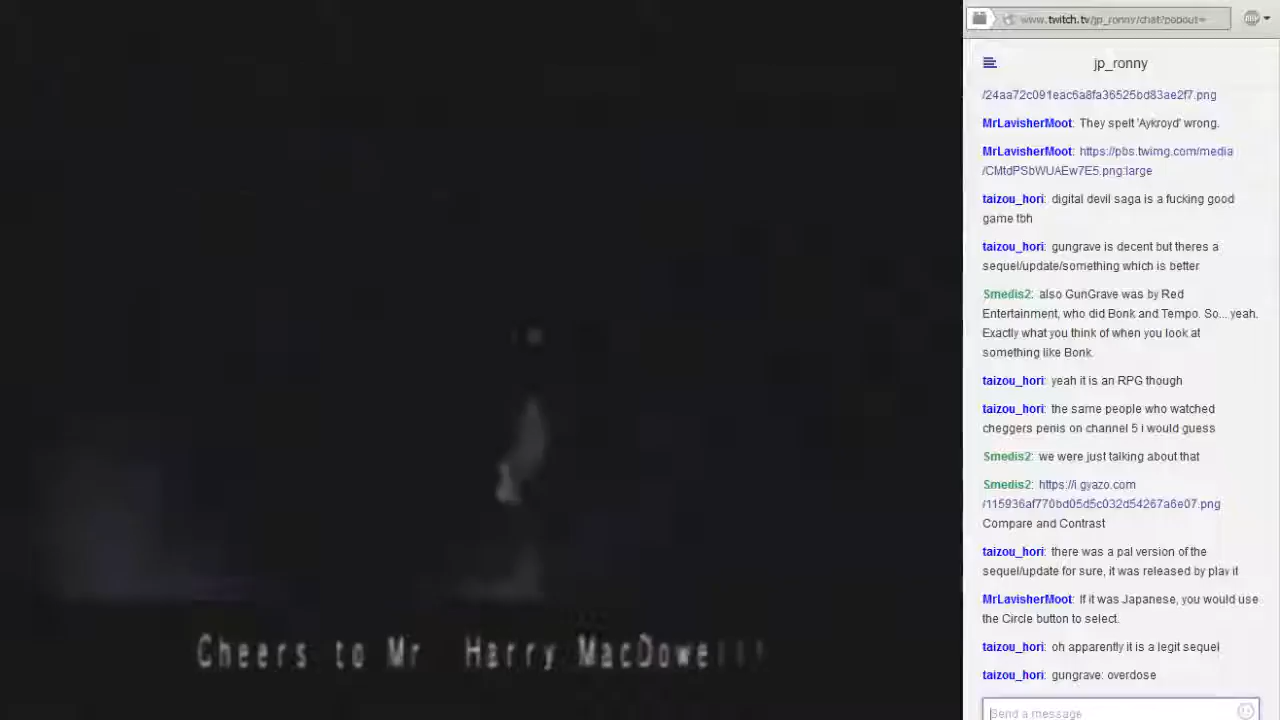 www.twitch.tv/jp_ronny/chat?popout=
jp_ronny
/24aa72c091eac6a8fa36525bd83ae2f7.png
MrLavisherMoot: They spelt 'Aykroyd' wrong.
MrLavisherMoot: https://pbs.twimg.com/media
/CMtdPSbWUAEw7E5.png:large
taizou_hori: digital devil saga is a fucking good
game tbh
taizou_hori: gungrave is decent but theres a
sequel/update/something which is better
Smedis2: also GunGrave was by Red
Entertainment, who did Bonk and Tempo. So... yeah.
Exactly what you think of when you look at
something like Bonk.
taizou_hori: yeah it is an RPG though
taizou_hori: the same people who watched
cheggers penis on channel 5 i would guess
Smedis2: we were just talking about that
Smedis2: https://i.gyazo.com
/115936af770bd05d5c032d54267a6e07.png
Compare and Contrast
taizou_hori: there was a pal version of the
sequel/update for sure, it was released by play it
MrLavisherMoot: If it was Japanese, you would use
the Circle button to select.
taizou_hori: oh apparently it is a legit sequel
taizou_hori: gungrave: overdose
Send a message
Cheers to Mr Harry MacDowell!